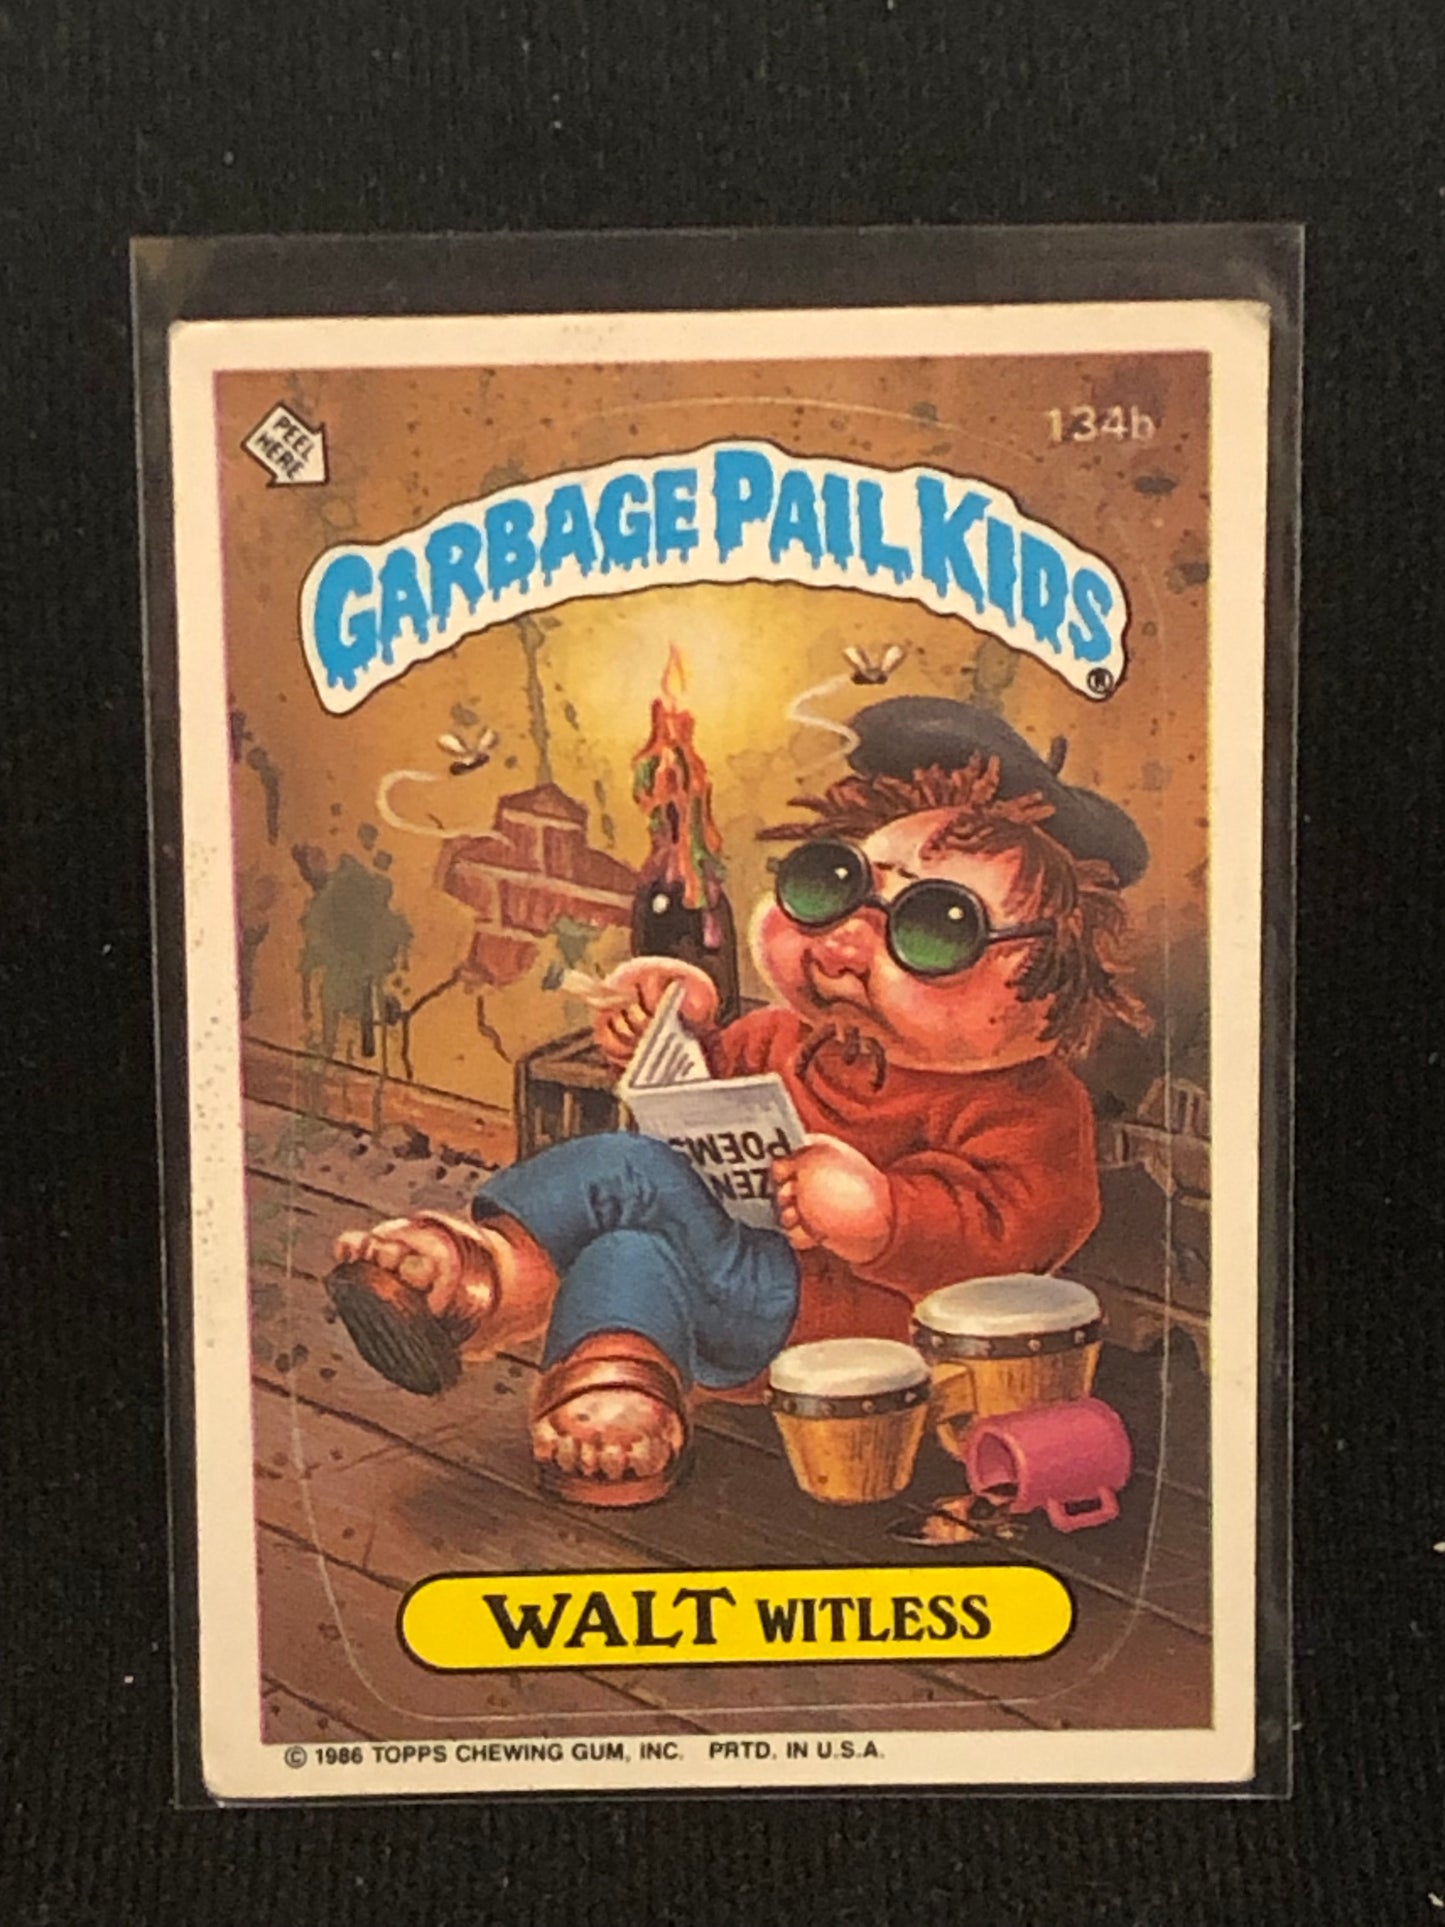 134b
PEEL
HERE
GARBAGE PAIL KIDS
®
ZEN
POEMS
WALT WITLESS
© 1986 TOPPS CHEWING GUM, INC. PRTD. IN U.S.A.